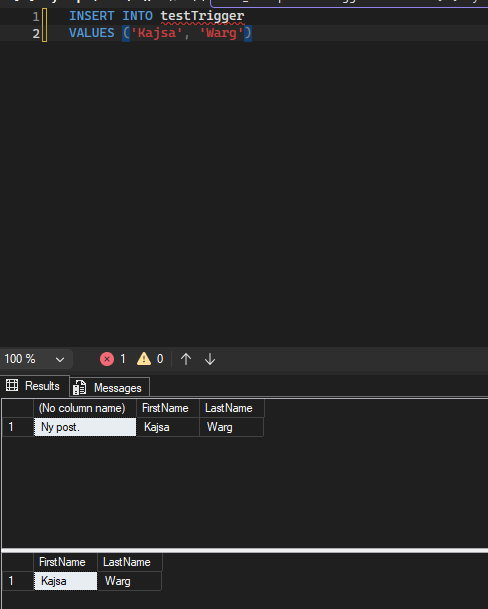 1 INSERT INTO testTrigger
2 VALUES ('Kajsa', 'Warg')
100 % 1 0
Results Messages
(No column name) FirstName LastName
1 Ny post. Kajsa Warg
FirstName LastName
1 Kajsa Warg